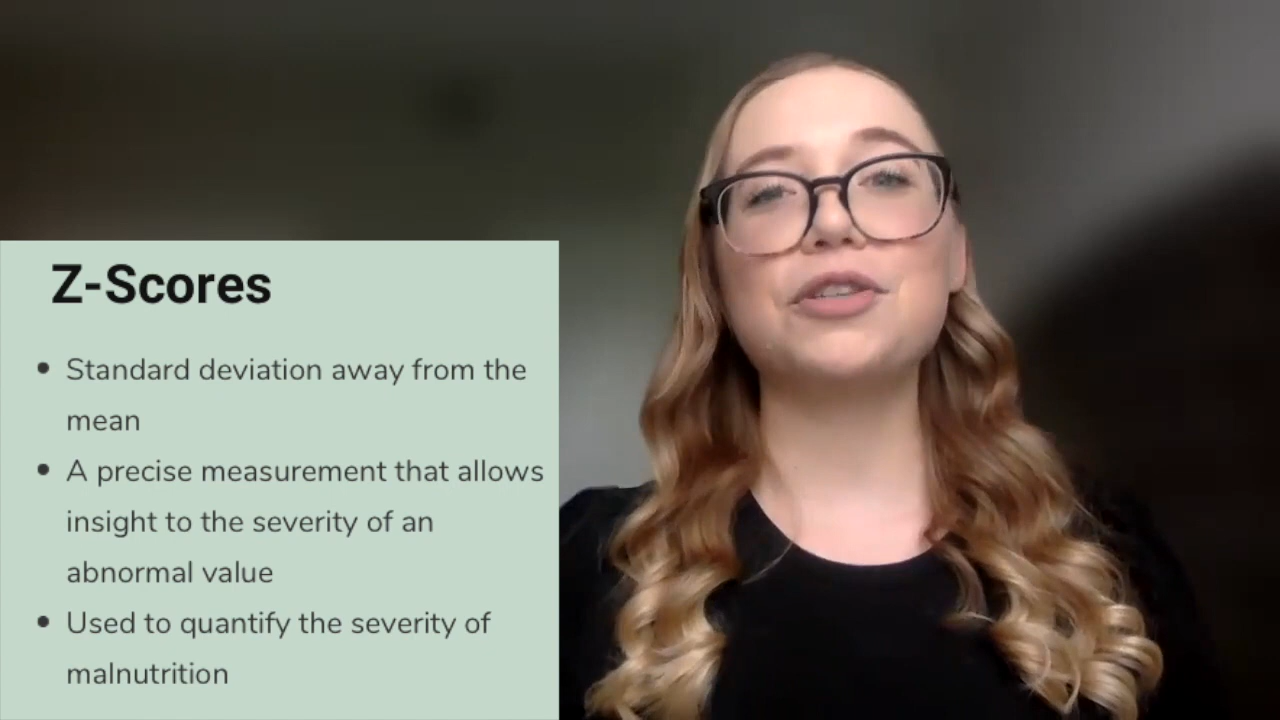 Z-Scores
• Standard deviation away from the
mean
• A precise measurement that allows
insight to the severity of an
abnormal value
• Used to quantify the severity of
malnutrition